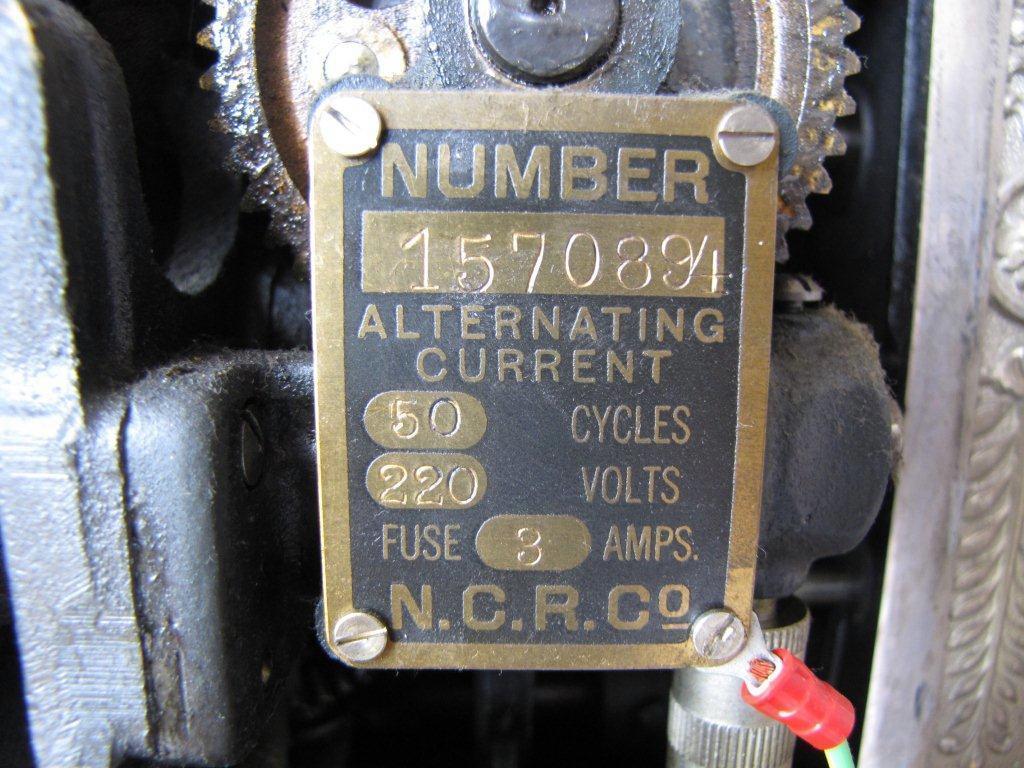 NUMBER
1570894
ALTERNATING
CURRENT
50 CYCLES
220 VOLTS
FUSE 3 AMPS.
N.C.R.Co